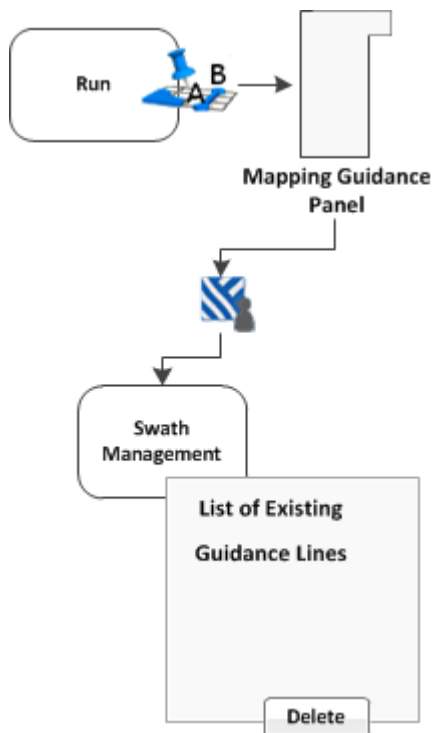 Run
A
B
Mapping Guidance
Panel
Swath
Management
List of Existing
Guidance Lines
Delete